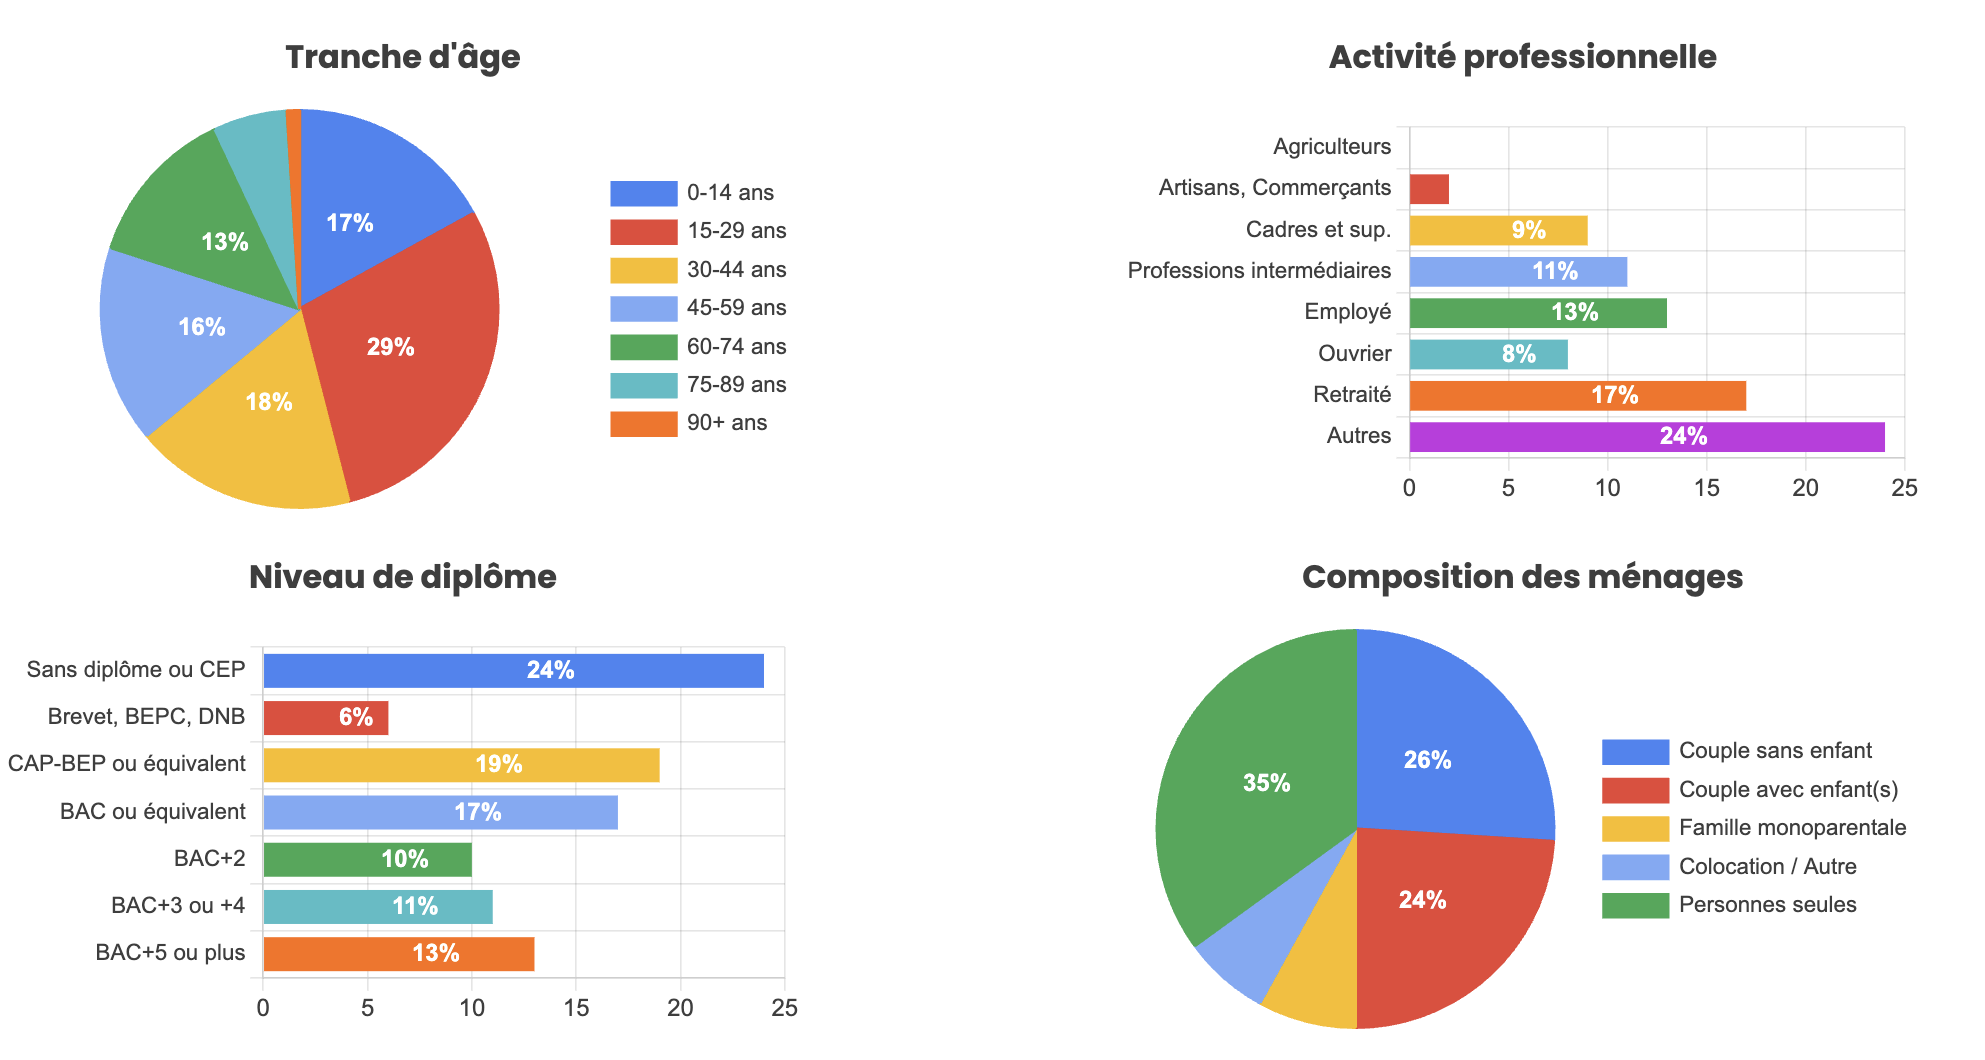 Tranche d'âge
17%
29%
18%
16%
13%
0-14 ans
15-29 ans
30-44 ans
45-59 ans
60-74 ans
75-89 ans
90+ ans
Activité professionnelle
Agriculteurs
Artisans, Commerçants
Cadres et sup. 9%
Professions intermédiaires 11%
Employé 13%
Ouvrier 8%
Retraité 17%
Autres 24%
0 5 10 15 20 25
Niveau de diplôme
Sans diplôme ou CEP 24%
Brevet, BEPC, DNB 6%
CAP-BEP ou équivalent 19%
BAC ou équivalent 17%
BAC+2 10%
BAC+3 ou +4 11%
BAC+5 ou plus 13%
0 5 10 15 20 25
Composition des ménages
26%
24%
35%
Couple sans enfant
Couple avec enfant(s)
Famille monoparentale
Colocation / Autre
Personnes seules